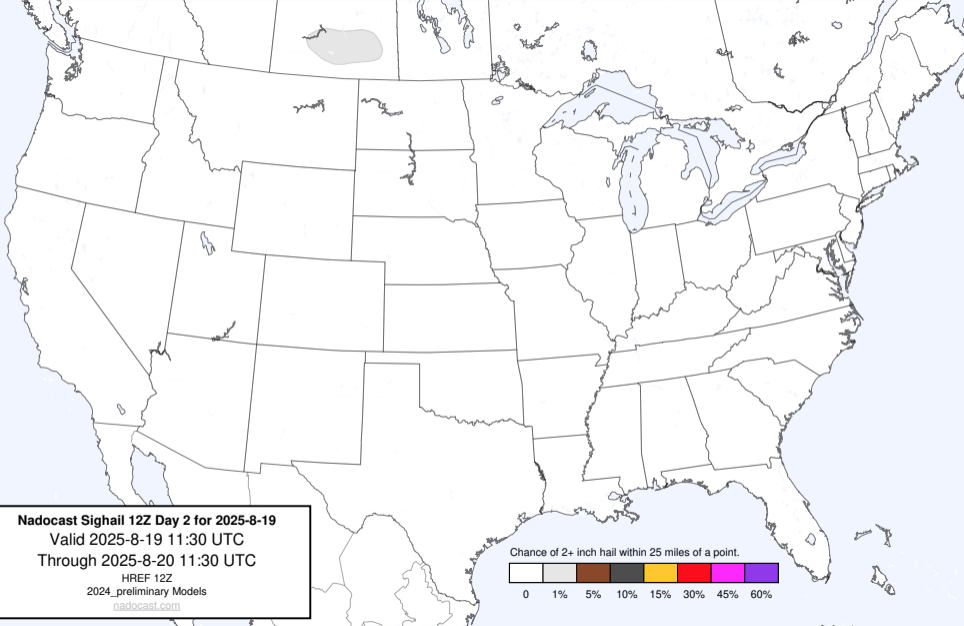 Nadocast Sighail 12Z Day 2 for 2025-8-19
Valid 2025-8-19 11:30 UTC
Through 2025-8-20 11:30 UTC
HREF 12Z
2024_preliminary Models
nadocast.com
Chance of 2+ inch hail within 25 miles of a point.
0 1% 5% 10% 15% 30% 45% 60%